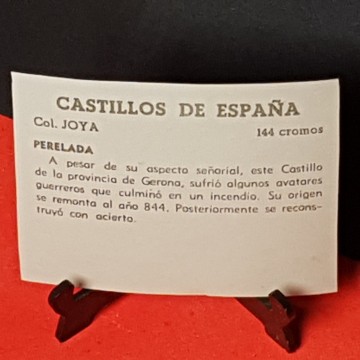 CASTILLOS DE ESPAÑA
Col. JOYA 144 cromos
PERELADA
A pesar de su aspecto señorial, este Castillo
de la provincia de Gerona, sufrió algunos avatares
guerreros que culminó en un incendio. Su origen
se remonta al año 844. Posteriormente se recons-
truyó con acierto.